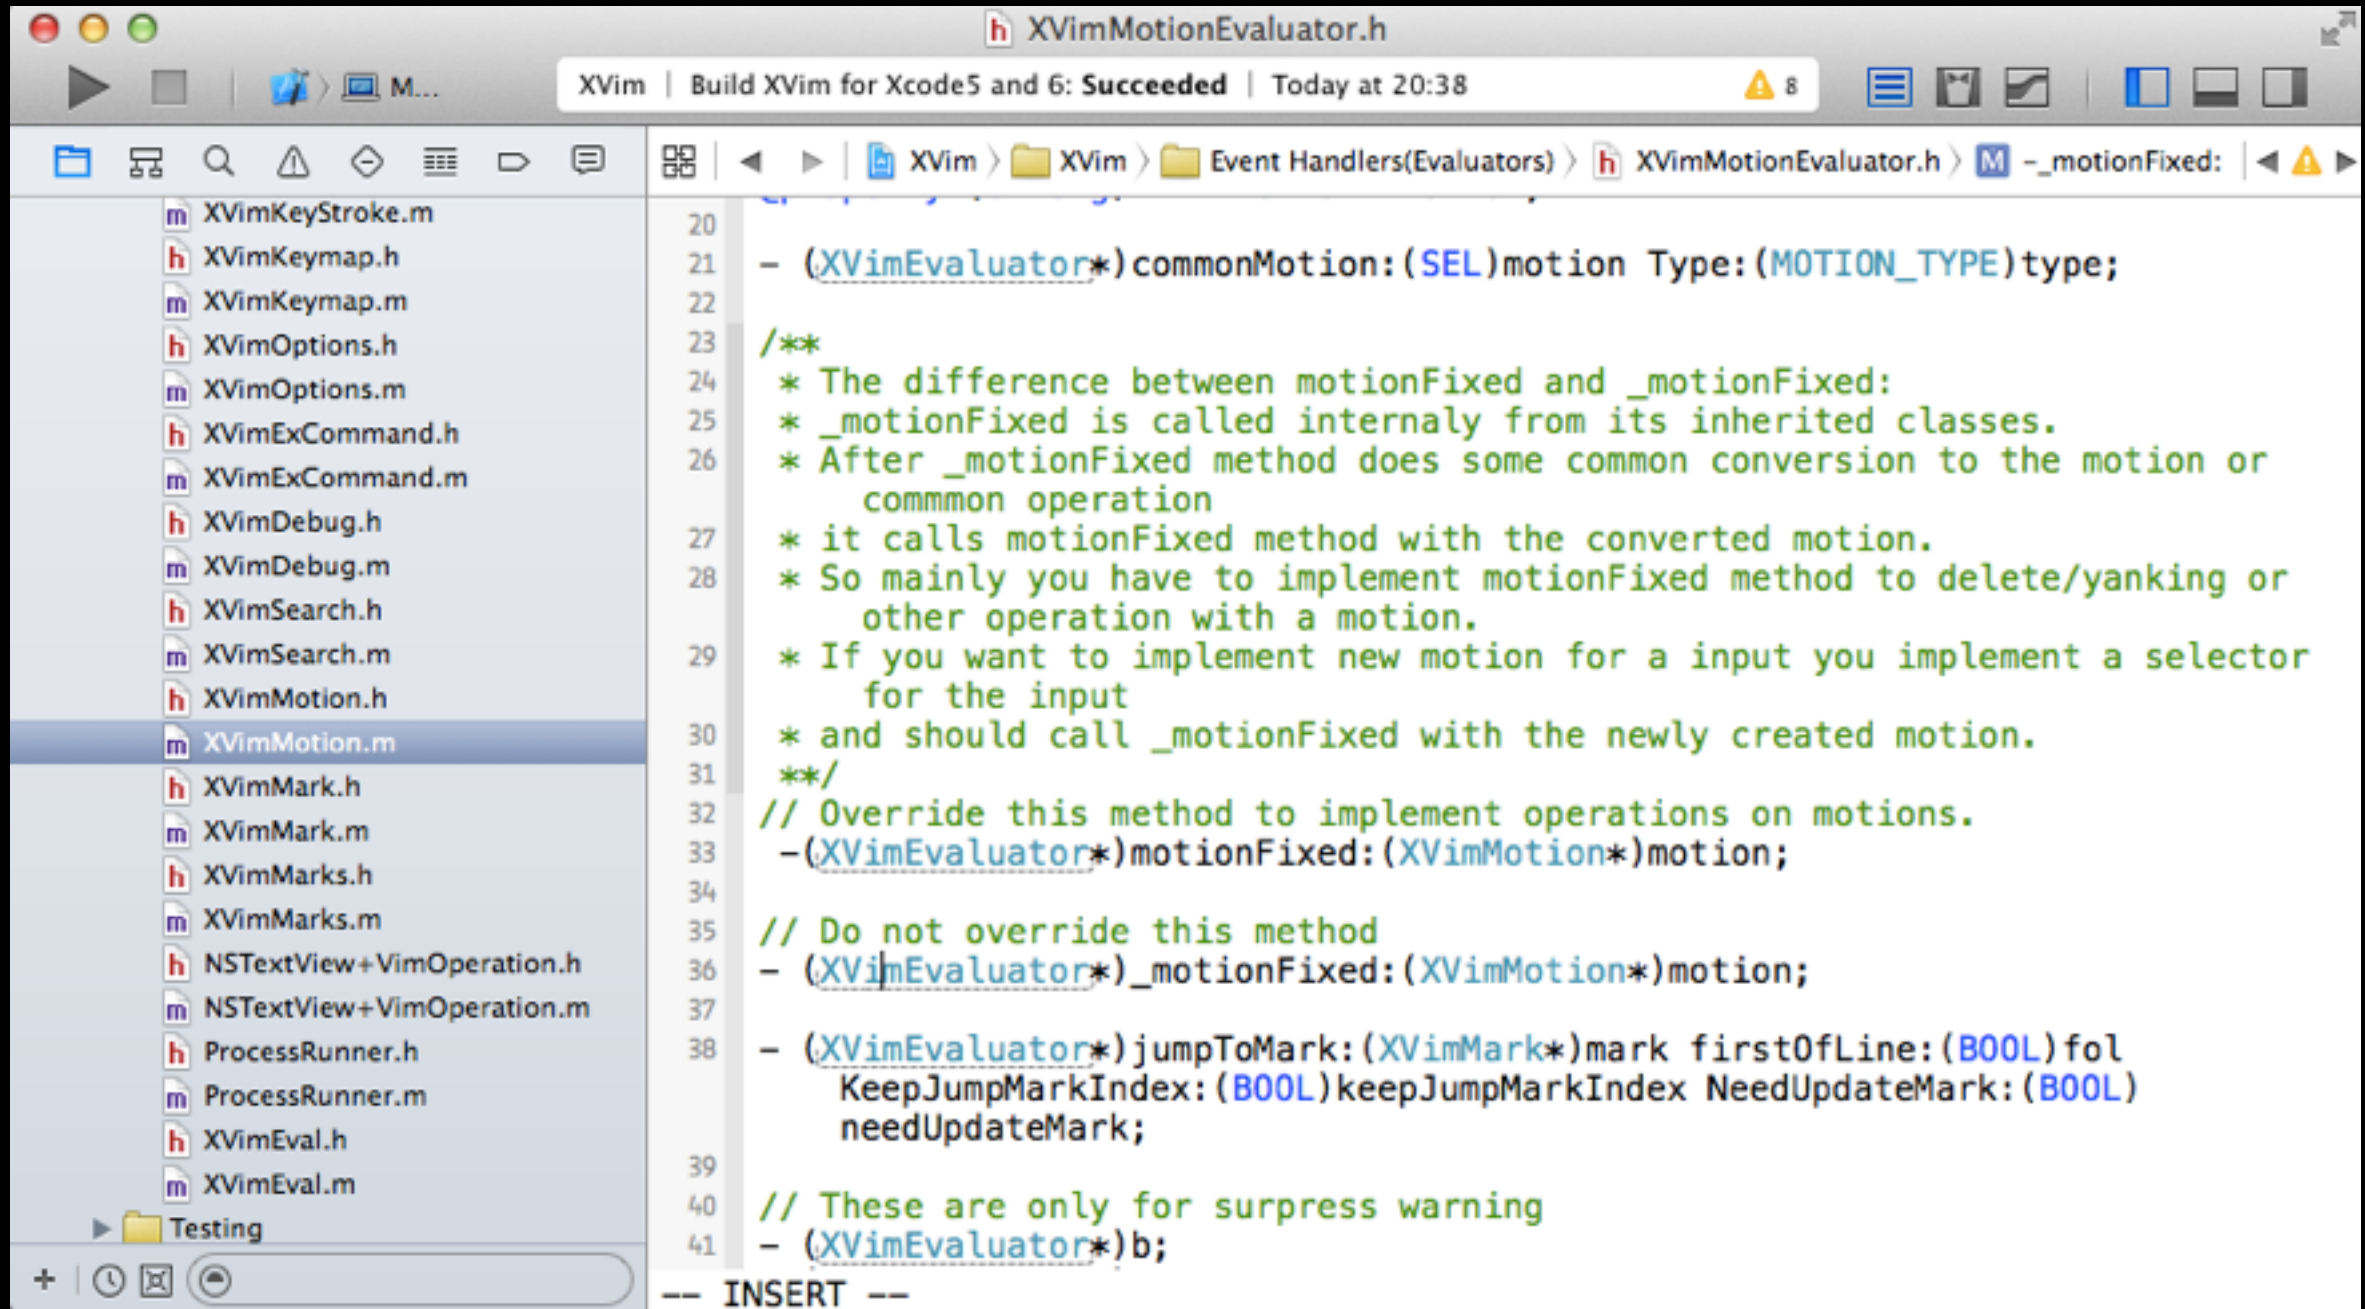 XVimMotionEvaluator.h
M...
XVim | Build XVim for Xcode5 and 6: Succeeded | Today at 20:38
8
XVim
XVim
Event Handlers(Evaluators)
XVimMotionEvaluator.h
M -_motionFixed:
m XVimKeyStroke.m
h XVimKeymap.h
m XVimKeymap.m
h XVimOptions.h
m XVimOptions.m
h XVimExCommand.h
m XVimExCommand.m
h XVimDebug.h
m XVimDebug.m
h XVimSearch.h
m XVimSearch.m
h XVimMotion.h
m XVimMotion.m
h XVimMark.h
m XVimMark.m
h XVimMarks.h
m XVimMarks.m
h NSTextView+VimOperation.h
m NSTextView+VimOperation.m
h ProcessRunner.h
m ProcessRunner.m
h XVimEval.h
m XVimEval.m
Testing
20
21 - (XVimEvaluator*)commonMotion:(SEL)motion Type:(MOTION_TYPE)type;
22
23 /**
24 * The difference between motionFixed and _motionFixed:
25 * _motionFixed is called internaly from its inherited classes.
26 * After _motionFixed method does some common conversion to the motion or
commmon operation
27 * it calls motionFixed method with the converted motion.
28 * So mainly you have to implement motionFixed method to delete/yanking or
other operation with a motion.
29 * If you want to implement new motion for a input you implement a selector
for the input
30 * and should call _motionFixed with the newly created motion.
31 **/
32 // Override this method to implement operations on motions.
33 -(XVimEvaluator*)motionFixed:(XVimMotion*)motion;
34
35 // Do not override this method
36 - (XVimEvaluator*)_motionFixed:(XVimMotion*)motion;
37
38 - (XVimEvaluator*)jumpToMark:(XVimMark*)mark firstOfLine:(BOOL)fol
KeepJumpMarkIndex:(BOOL)keepJumpMarkIndex NeedUpdateMark:(BOOL)
needUpdateMark;
39
40 // These are only for surpress warning
41 - (XVimEvaluator*)b;
-- INSERT --